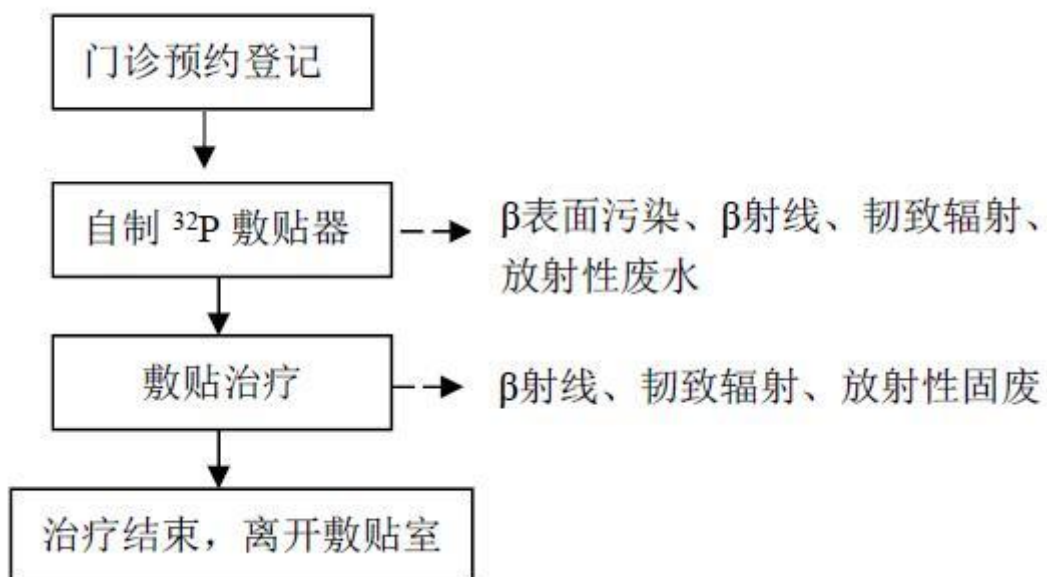 门诊预约登记
自制 ³²P 敷贴器
β表面污染、β射线、韧致辐射、
放射性废水
敷贴治疗
β射线、韧致辐射、放射性固废
治疗结束，离开敷贴室